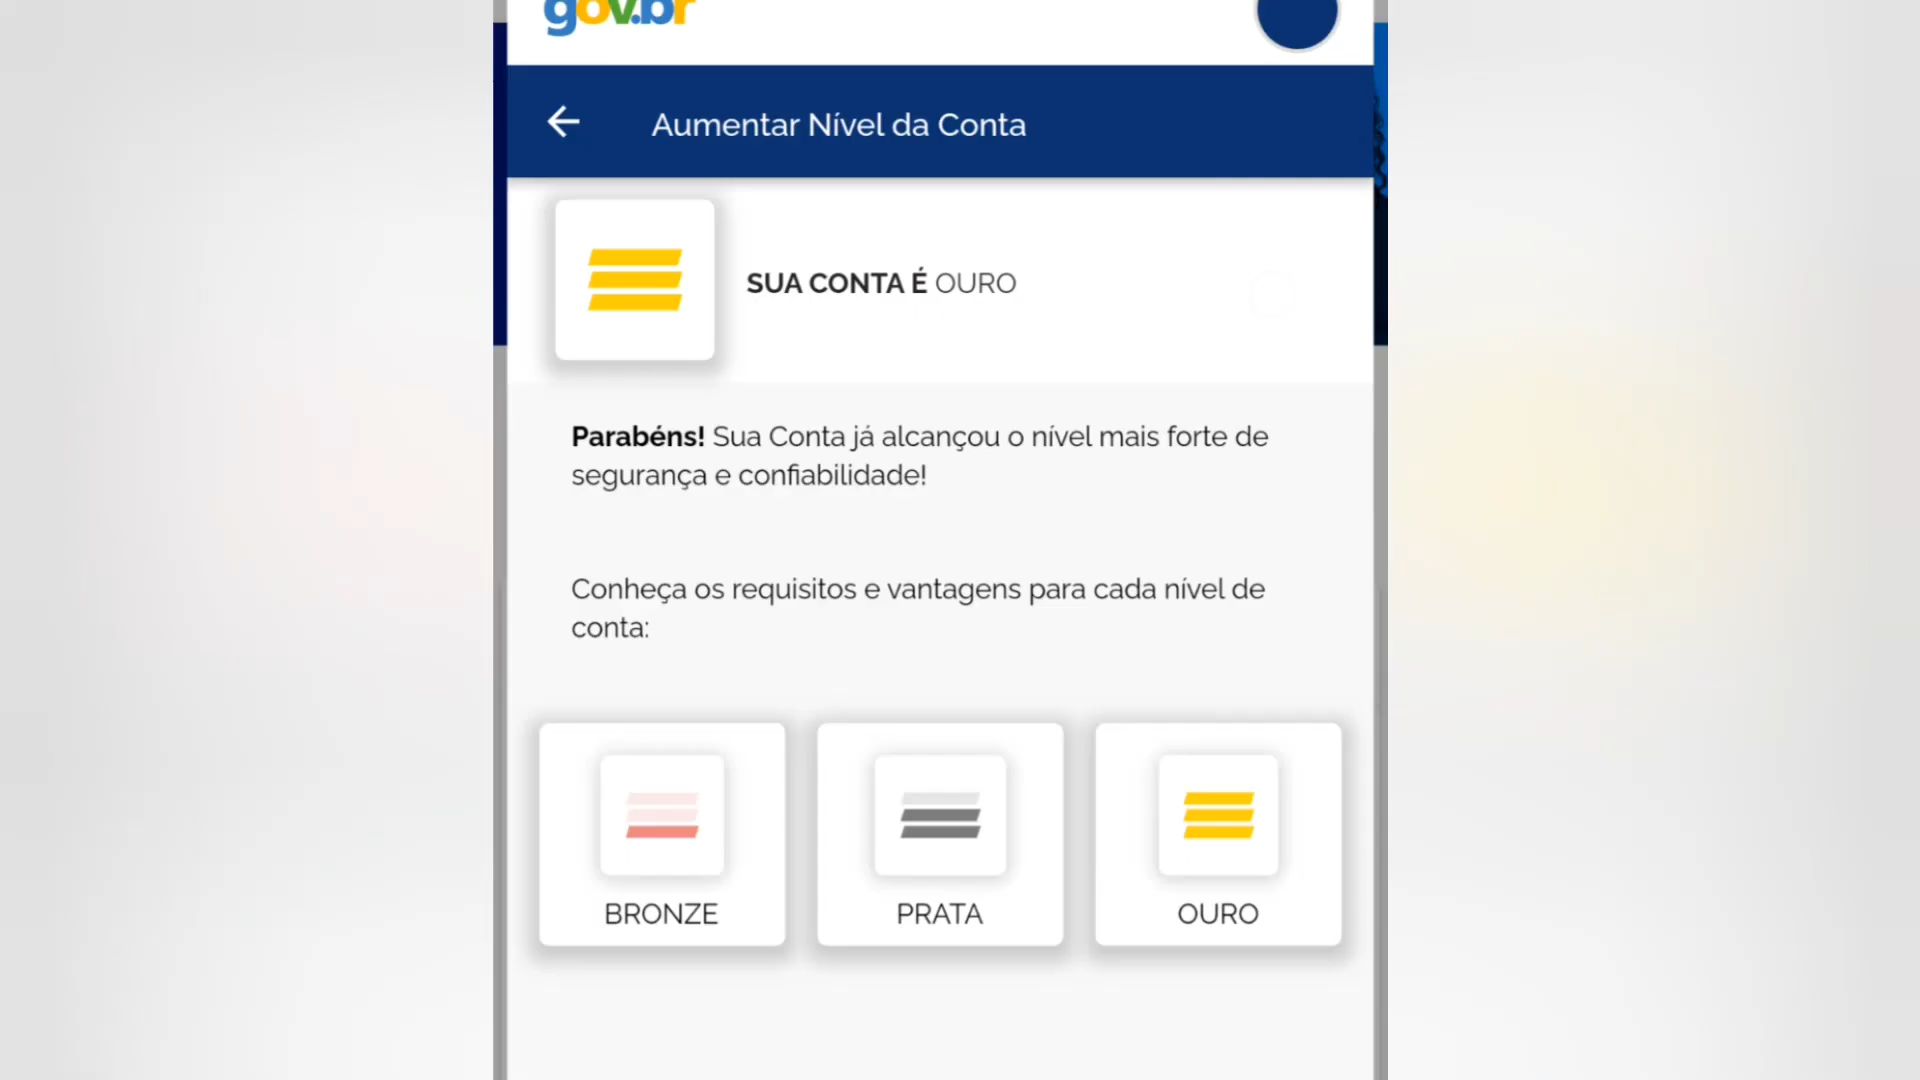 gov.br
Aumentar Nível da Conta
SUA CONTA É OURO
Parabéns! Sua Conta já alcançou o nível mais forte de
segurança e confiabilidade!
Conheça os requisitos e vantagens para cada nível de
conta:
BRONZE
PRATA
OURO